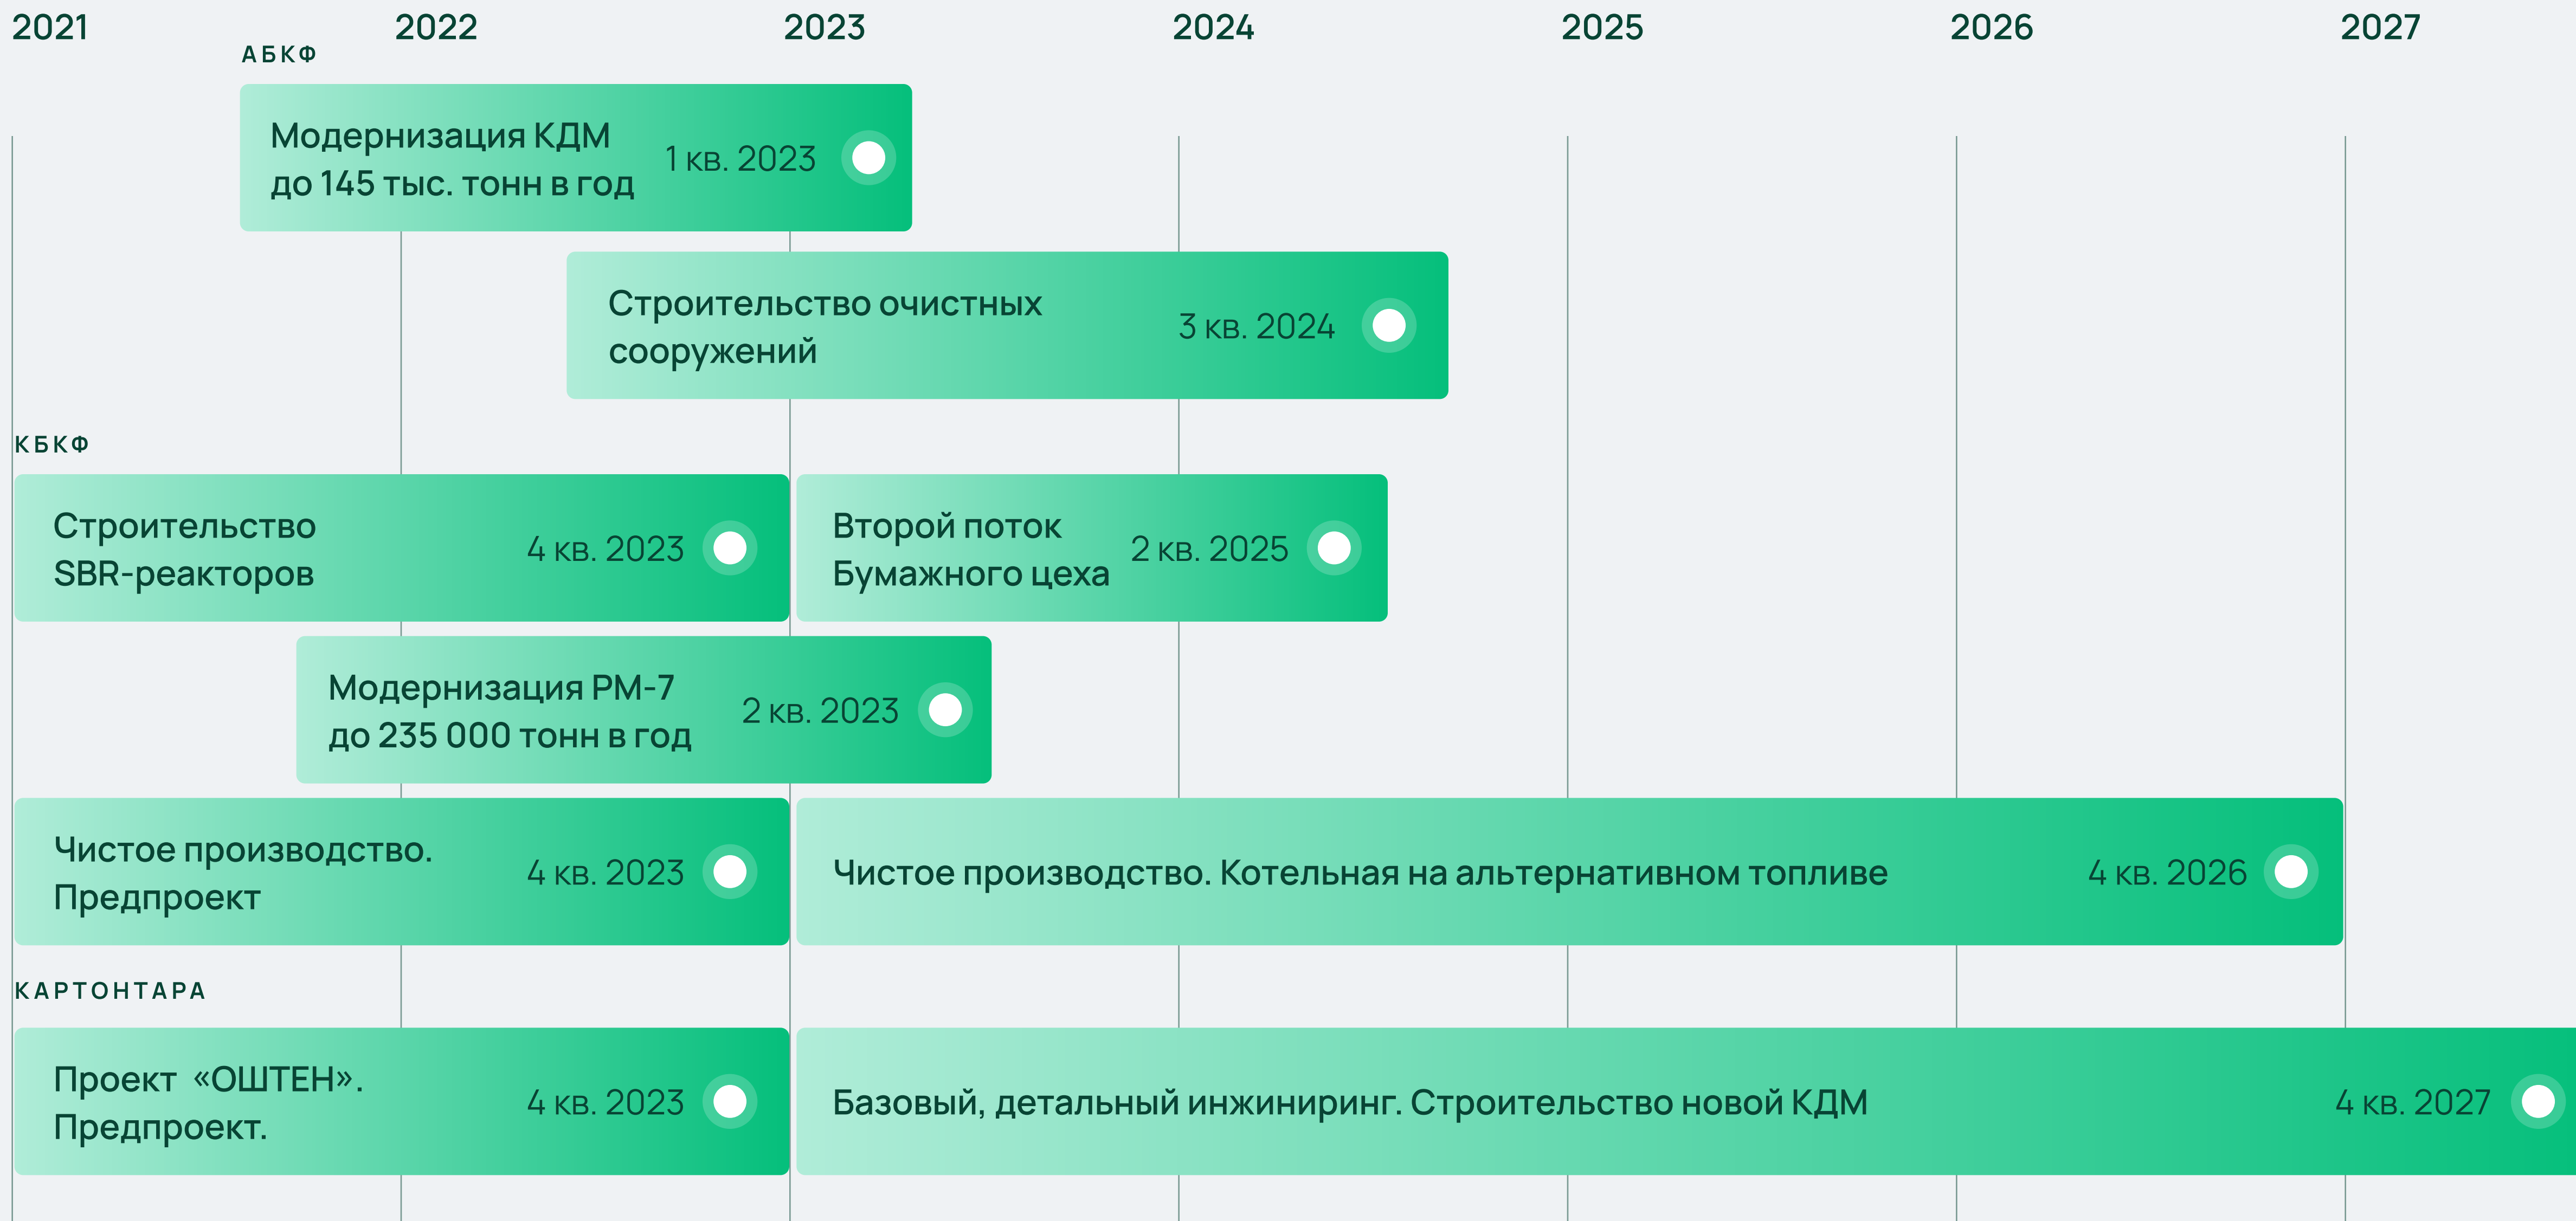 2021 2022 2023 2024 2025 2026 2027
АБКФ
Модернизация КДМ
до 145 тыс. тонн в год
1 кв. 2023
Строительство очистных
сооружений
3 кв. 2024
КБКФ
Строительство
SBR-реакторов
4 кв. 2023
Второй поток
Бумажного цеха
2 кв. 2025
Модернизация РМ-7
до 235 000 тонн в год
2 кв. 2023
Чистое производство.
Предпроект
4 кв. 2023
Чистое производство. Котельная на альтернативном топливе
4 кв. 2026
КАРТОНТАРА
Проект «ОШТЕН».
Предпроект.
4 кв. 2023
Базовый, детальный инжиниринг. Строительство новой КДМ
4 кв. 2027